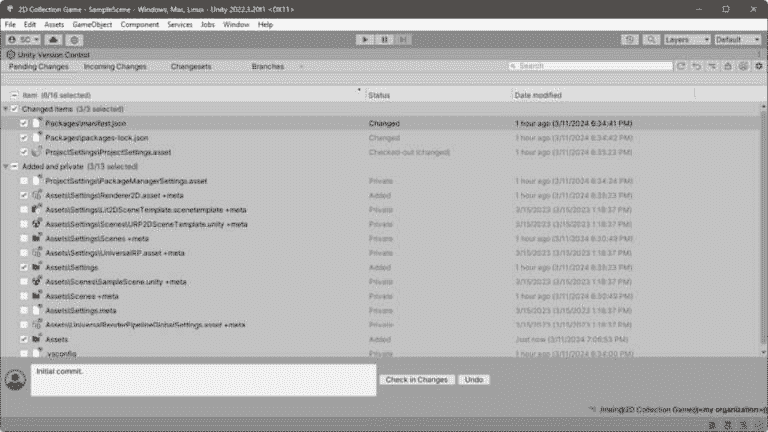 2D Collection Game - SampleScene - Windows, Mac, Linux - Unity 2022.3.20f1 <DX11>
File Edit Assets GameObject Component Services Jobs Window Help
SC Layers Default
Unity Version Control
Pending Changes Incoming Changes Changesets Branches Search
Item (6/16 selected) Status Date modified
Changed items (3/3 selected)
Packages\manifest.json Changed 1 hour ago (3/11/2024 6:34:41 PM)
Packages\packages-lock.json Changed 1 hour ago (3/11/2024 6:34:42 PM)
ProjectSettings\ProjectSettings.asset Checked-out (changed) 1 hour ago (3/11/2024 6:35:23 PM)
Added and private (3/13 selected)
ProjectSettings\PackageManagerSettings.asset Private 1 hour ago (3/11/2024 6:34:34 PM)
Assets\Settings\Renderer2D.asset +meta Added 1 hour ago (3/11/2024 6:35:23 PM)
Assets\Settings\Lit2DSceneTemplate.scenetemplate +meta Private 3/15/2023 (3/15/2023 1:18:37 PM)
Assets\Settings\Scenes\URP2DSceneTemplate.unity +meta Private 3/15/2023 (3/15/2023 1:18:37 PM)
Assets\Settings\Scenes +meta Private 1 hour ago (3/11/2024 6:30:49 PM)
Assets\Settings\UniversalRP.asset +meta Private 3/15/2023 (3/15/2023 1:18:37 PM)
Assets\Settings Added 1 hour ago (3/11/2024 6:35:23 PM)
Assets\Scenes\SampleScene.unity +meta Private 3/15/2023 (3/15/2023 1:18:37 PM)
Assets\Scenes +meta Private 1 hour ago (3/11/2024 6:30:49 PM)
Assets\Settings.meta Private 3/15/2023 (3/15/2023 1:18:37 PM)
Assets\UniversalRenderPipelineGlobalSettings.asset +meta Private 3/15/2023 (3/15/2023 1:18:37 PM)
Assets Added Just now (3/11/2024 7:06:53 PM)
.vsconfig Private 1 hour ago (3/11/2024 6:34:00 PM)
Initial commit.
Check in Changes Undo
/main@2D Collection Game@<my organization>